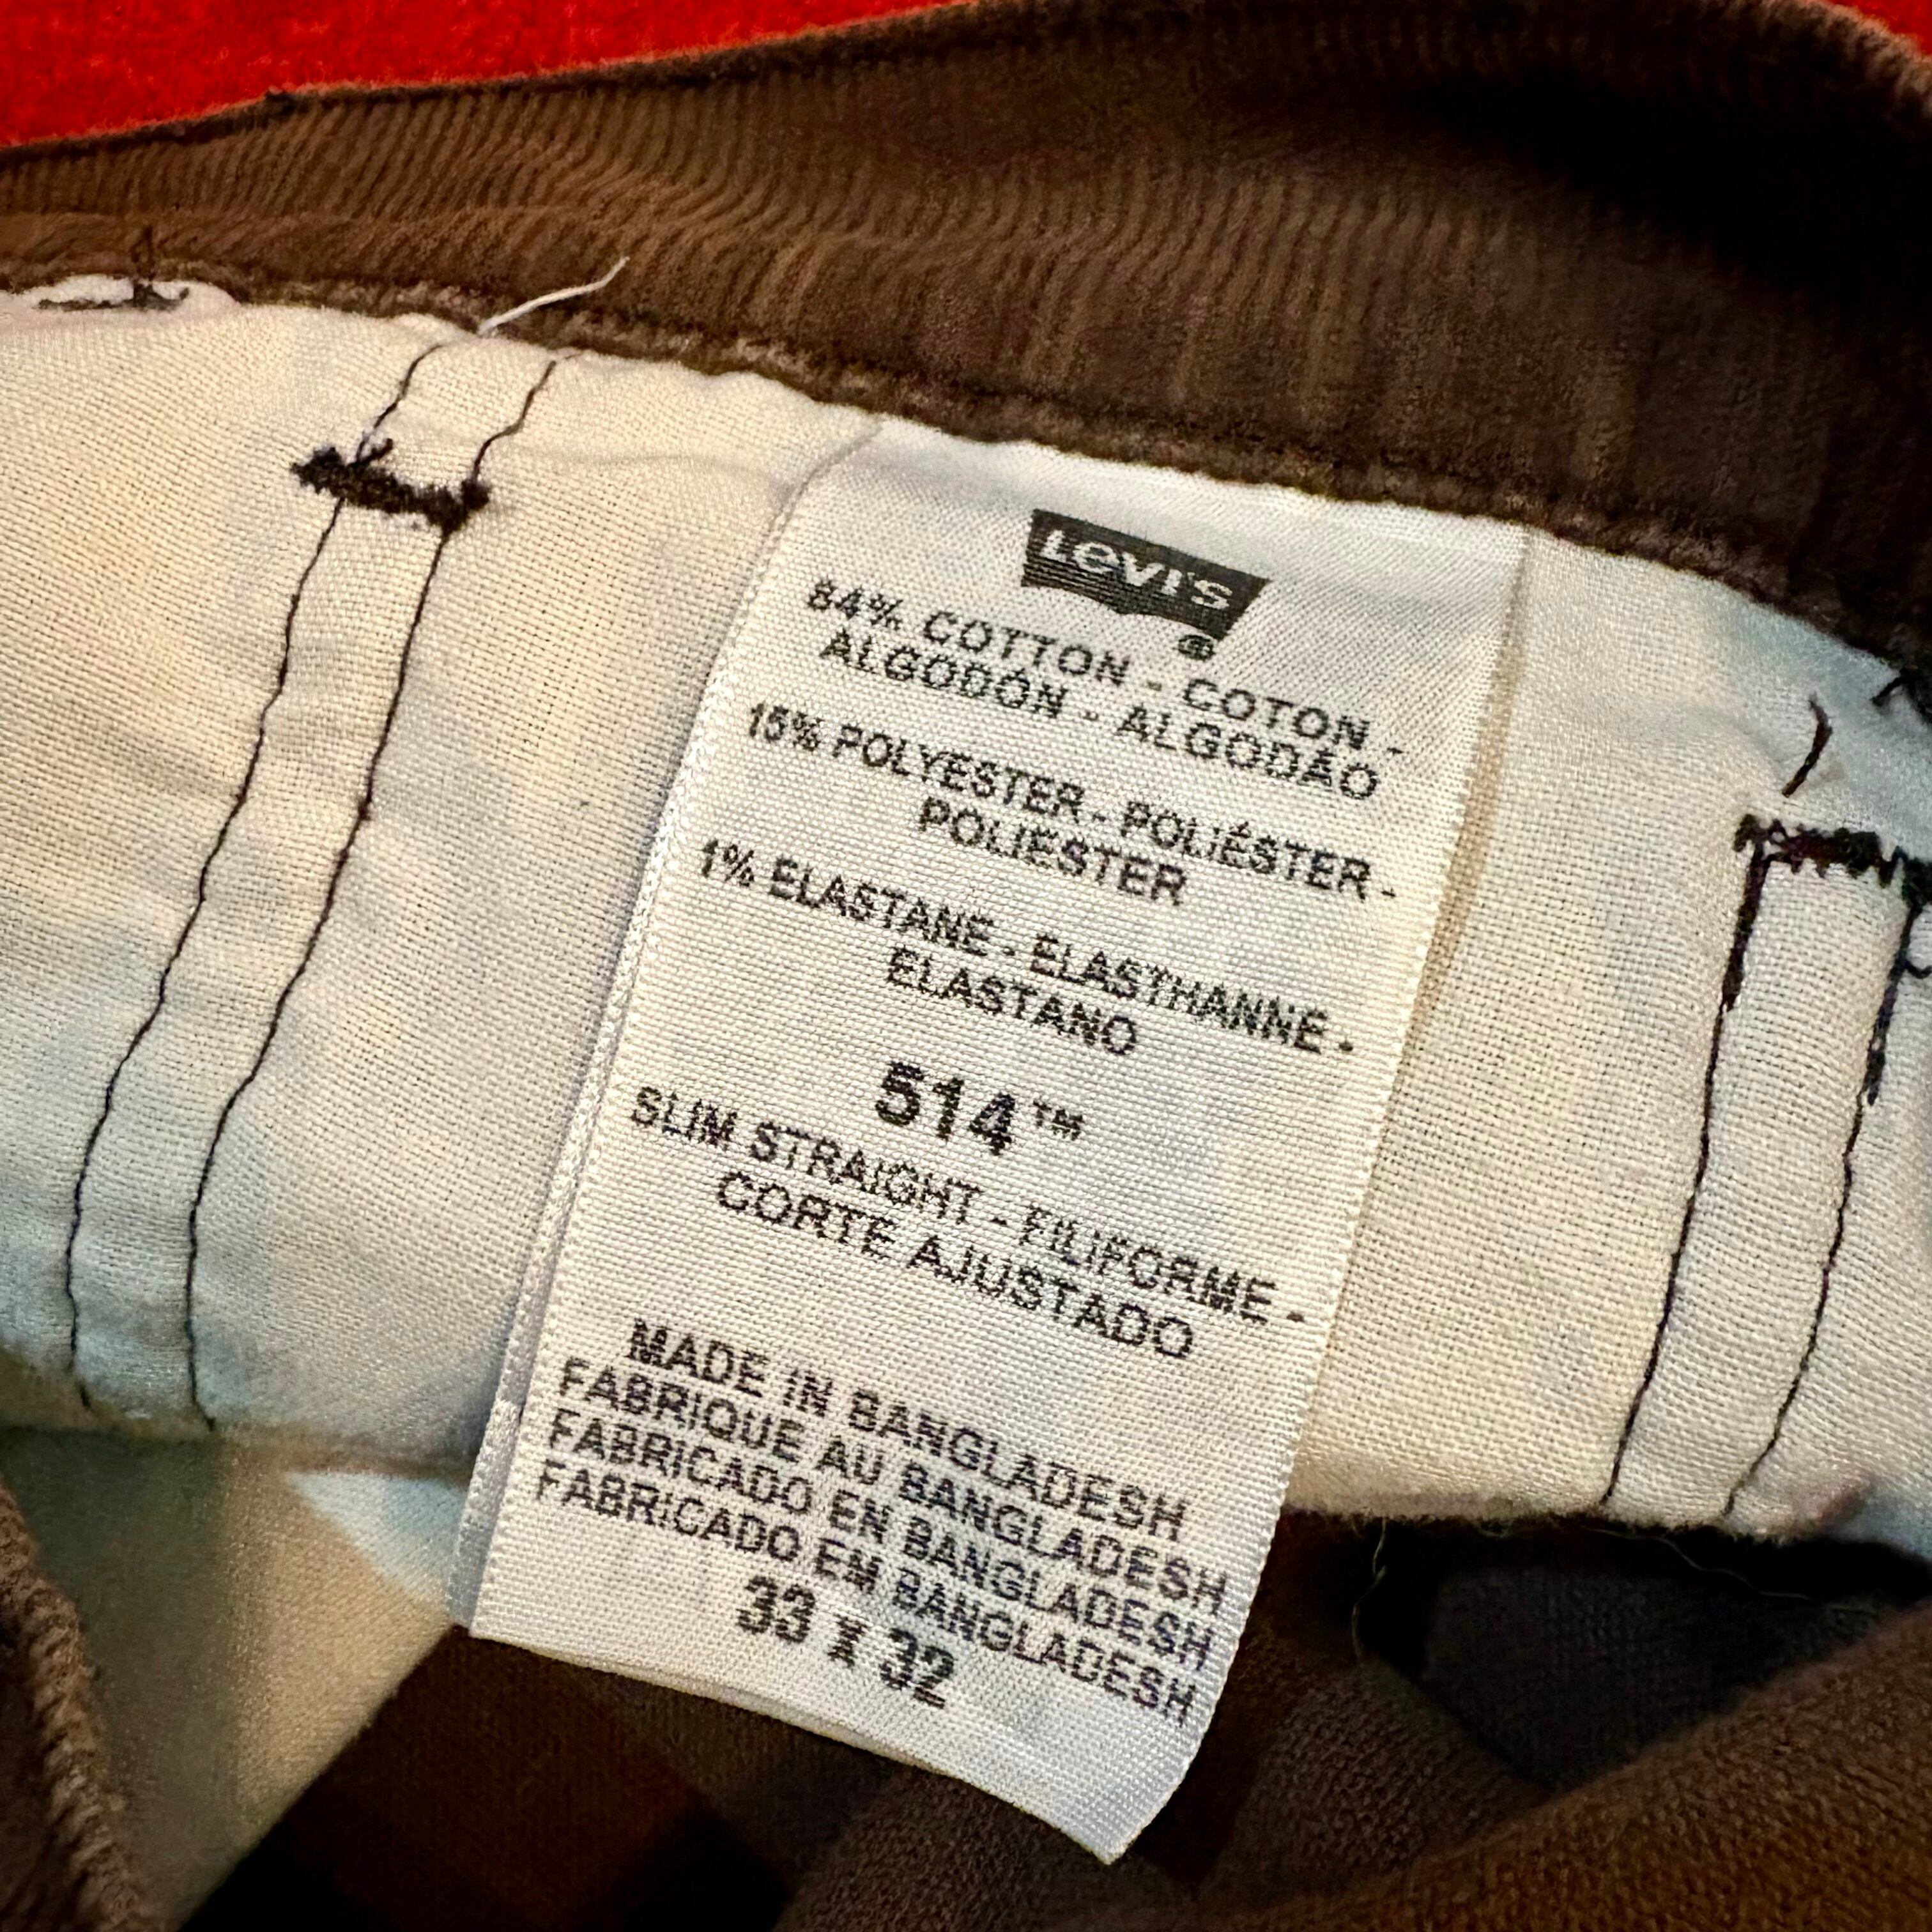 Levi's
®
84% COTTON - COTON -
ALGODÓN - ALGODÃO
15% POLYESTER - POLIÉSTER -
POLIESTER
1% ELASTANE - ELASTHANNE -
ELASTANO
514™
SLIM STRAIGHT - FILIFORME -
CORTE AJUSTADO
MADE IN BANGLADESH
FABRIQUE AU BANGLADESH
FABRICADO EN BANGLADESH
FABRICADO EM BANGLADESH
33 X 32